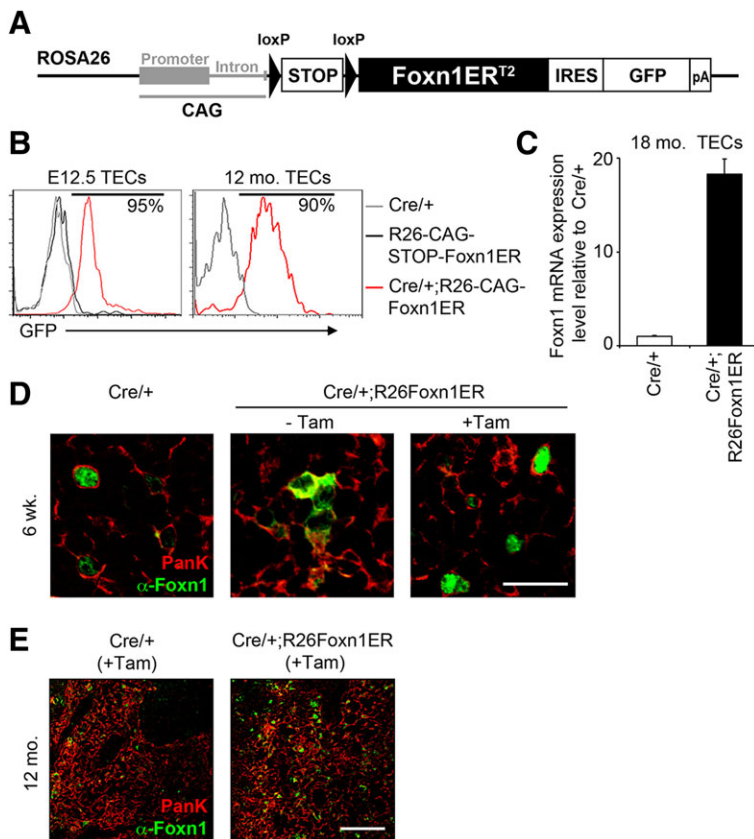 A
ROSA26
Promoter
Intron
CAG
loxP
STOP
loxP
Foxn1ER^T2
IRES
GFP
pA
B
E12.5 TECs
95%
12 mo. TECs
90%
GFP
Cre/+
R26-CAG-
STOP-Foxn1ER
Cre/+;R26-CAG-
Foxn1ER
C
18 mo. TECs
Foxn1 mRNA expression
level relative to Cre/+
20
10
0
Cre/+
Cre/+;
R26Foxn1ER
D
Cre/+
Cre/+;R26Foxn1ER
- Tam
+Tam
6 wk.
PanK
α-Foxn1
E
Cre/+
(+Tam)
Cre/+;R26Foxn1ER
(+Tam)
12 mo.
PanK
α-Foxn1